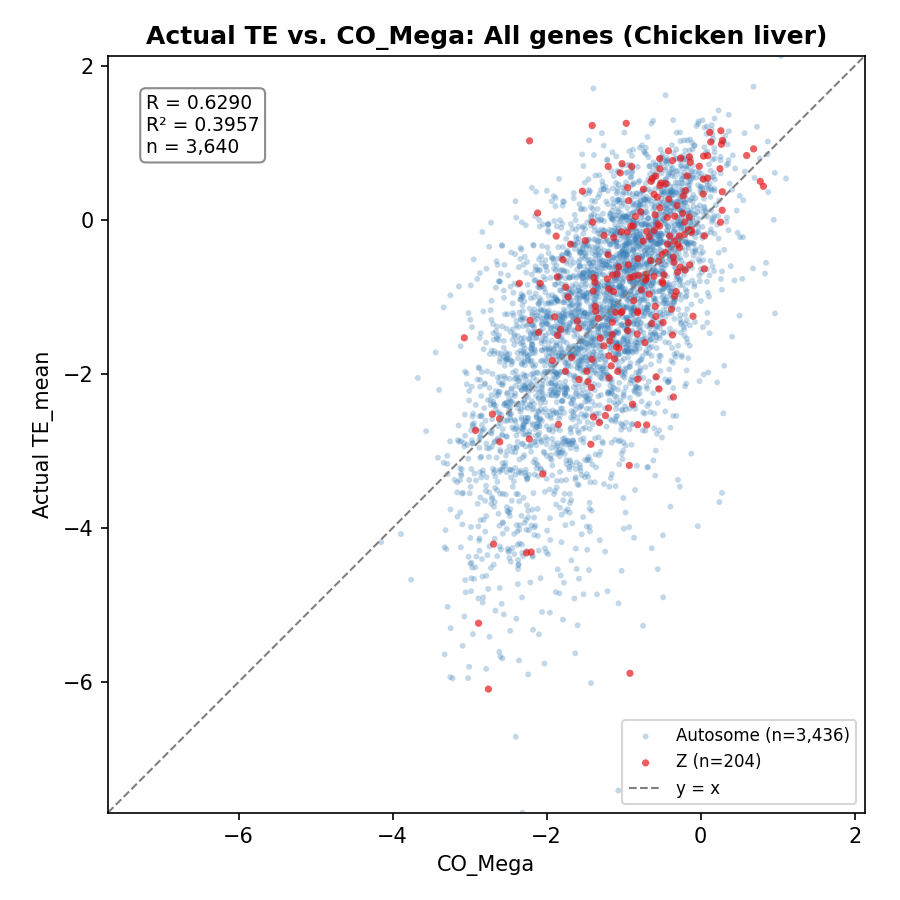 Actual TE vs. CO_Mega: All genes (Chicken liver)
R = 0.6290
R² = 0.3957
n = 3,640
2
0
−2
−4
−6
Actual TE_mean
Autosome (n=3,436)
Z (n=204)
y = x
−6
−4
−2
0
2
CO_Mega